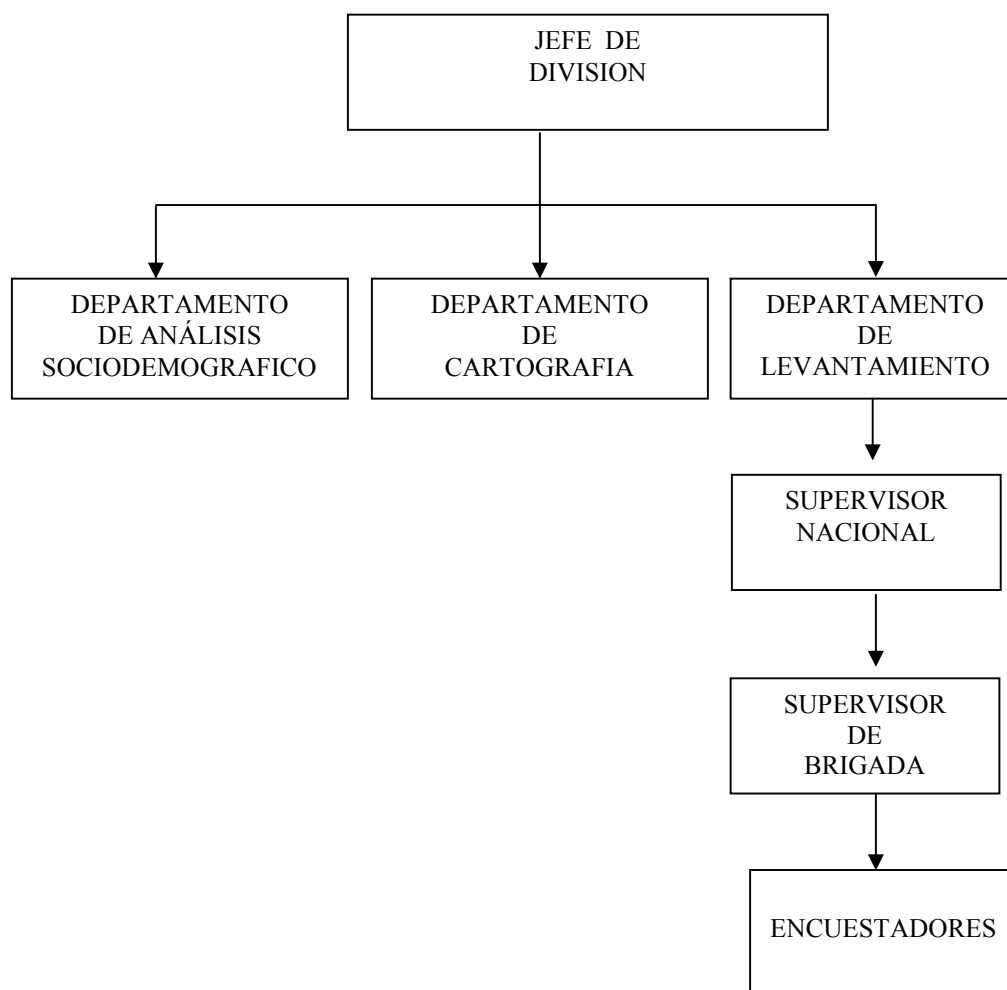 JEFE DE
DIVISION
DEPARTAMENTO
DE ANÁLISIS
SOCIODEMOGRAFICO
DEPARTAMENTO
DE
CARTOGRAFIA
DEPARTAMENTO
DE
LEVANTAMIENTO
SUPERVISOR
NACIONAL
SUPERVISOR
DE
BRIGADA
ENCUESTADORES